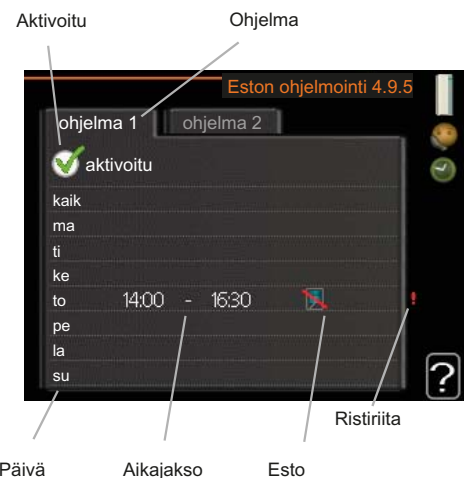 Aktivoitu Ohjelma
Eston ohjelmointi 4.9.5
ohjelma 1 ohjelma 2
aktivoitu
kaik
ma
ti
ke
to 14:00 - 16:30 !
pe
la
su
?
Ristiriita
Päivä Aikajakso Esto